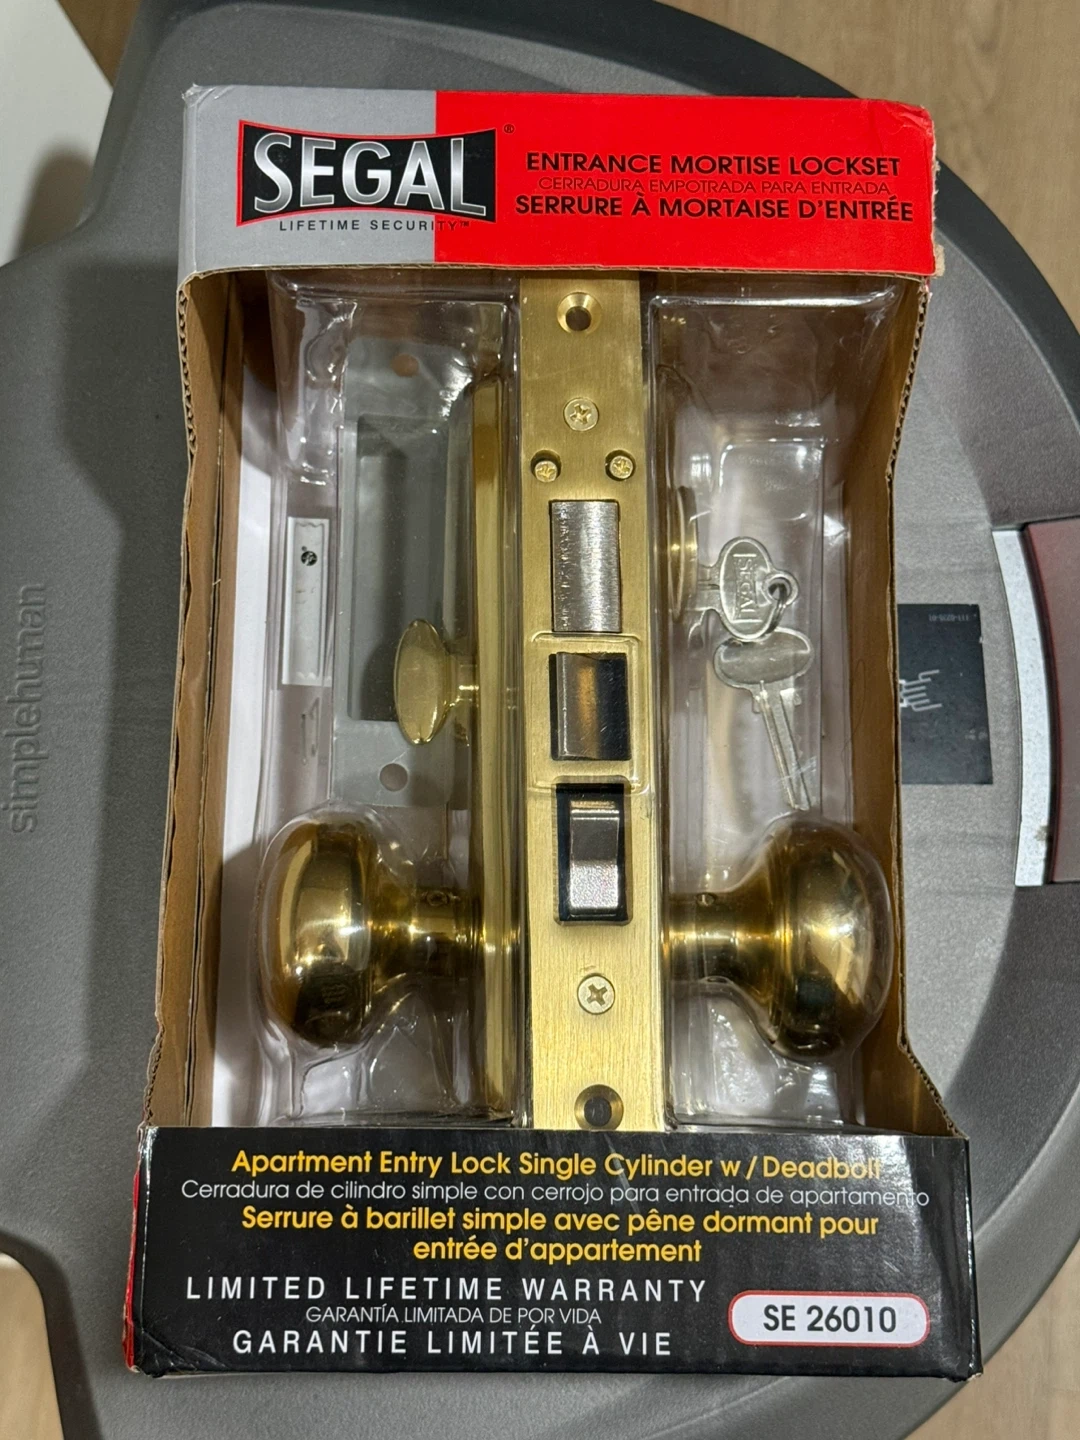 SEGAL®
LIFETIME SECURITY™
ENTRANCE MORTISE LOCKSET
CERRADURA EMPOTRADA PARA ENTRADA
SERRURE À MORTAISE D'ENTRÉE
SEGAL
simplehuman
Apartment Entry Lock Single Cylinder w/Deadbolt
Cerradura de cilindro simple con cerrojo para entrada de apartamento
Serrure à barillet simple avec pêne dormant pour
entrée d'appartement
LIMITED LIFETIME WARRANTY
GARANTÍA LIMITADA DE POR VIDA
GARANTIE LIMITÉE À VIE
SE 26010